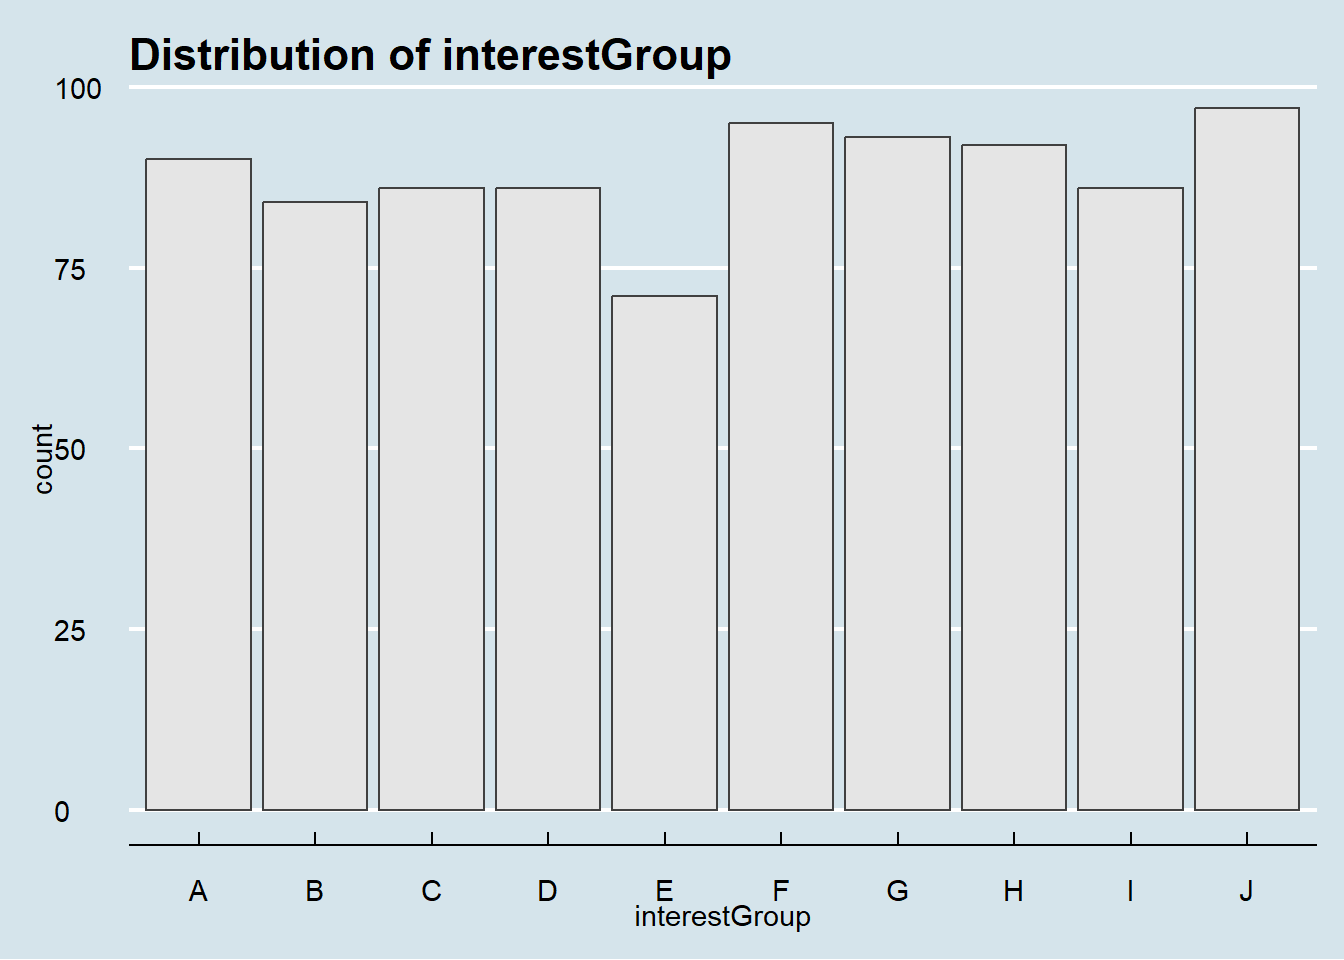 Distribution of interestGroup
100
75
50
25
0
count
A B C D E F G H I J
interestGroup